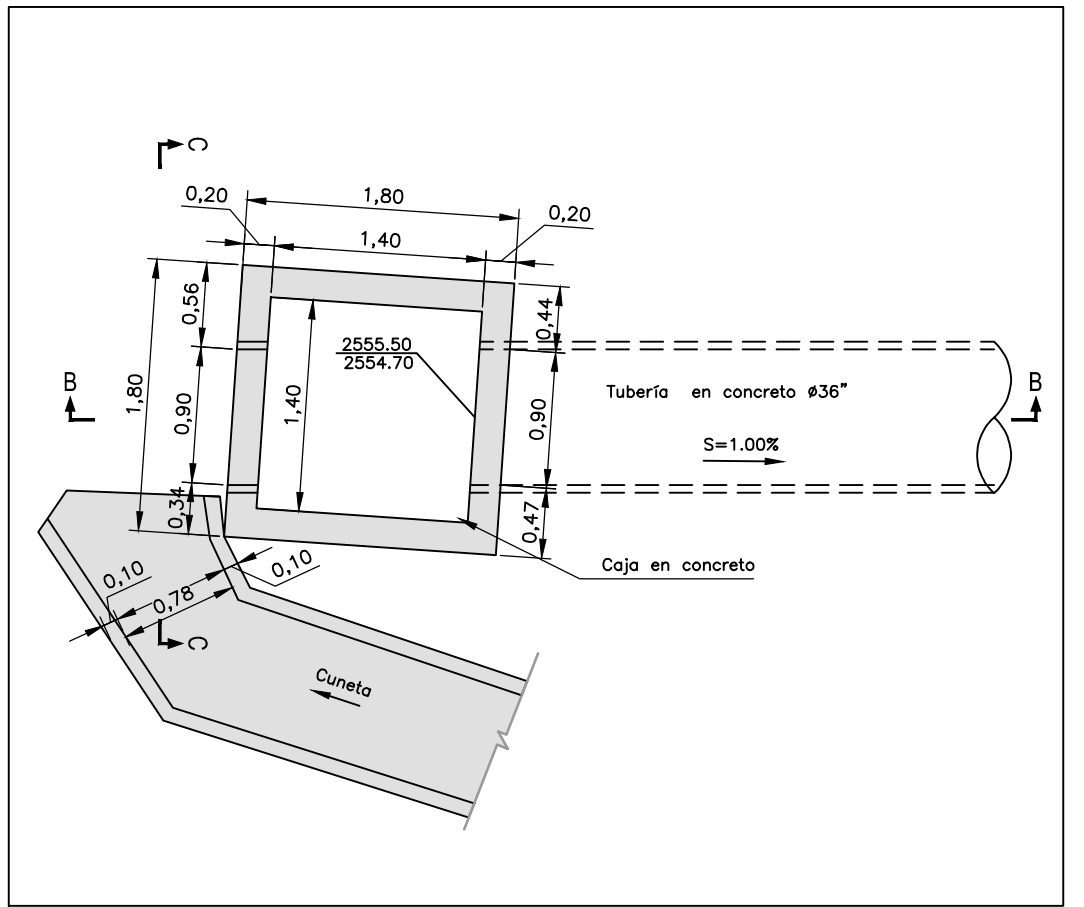 C
0,20
1,80
0,20
1,40
0,56
0,44
2555.50
2554.70
B
1,80
0,90
1,40
0,90
Tubería en concreto Ø36”
B
S=1.00%
0,34
0,47
Caja en concreto
0,10
0,10
0,78
C
Cuneta